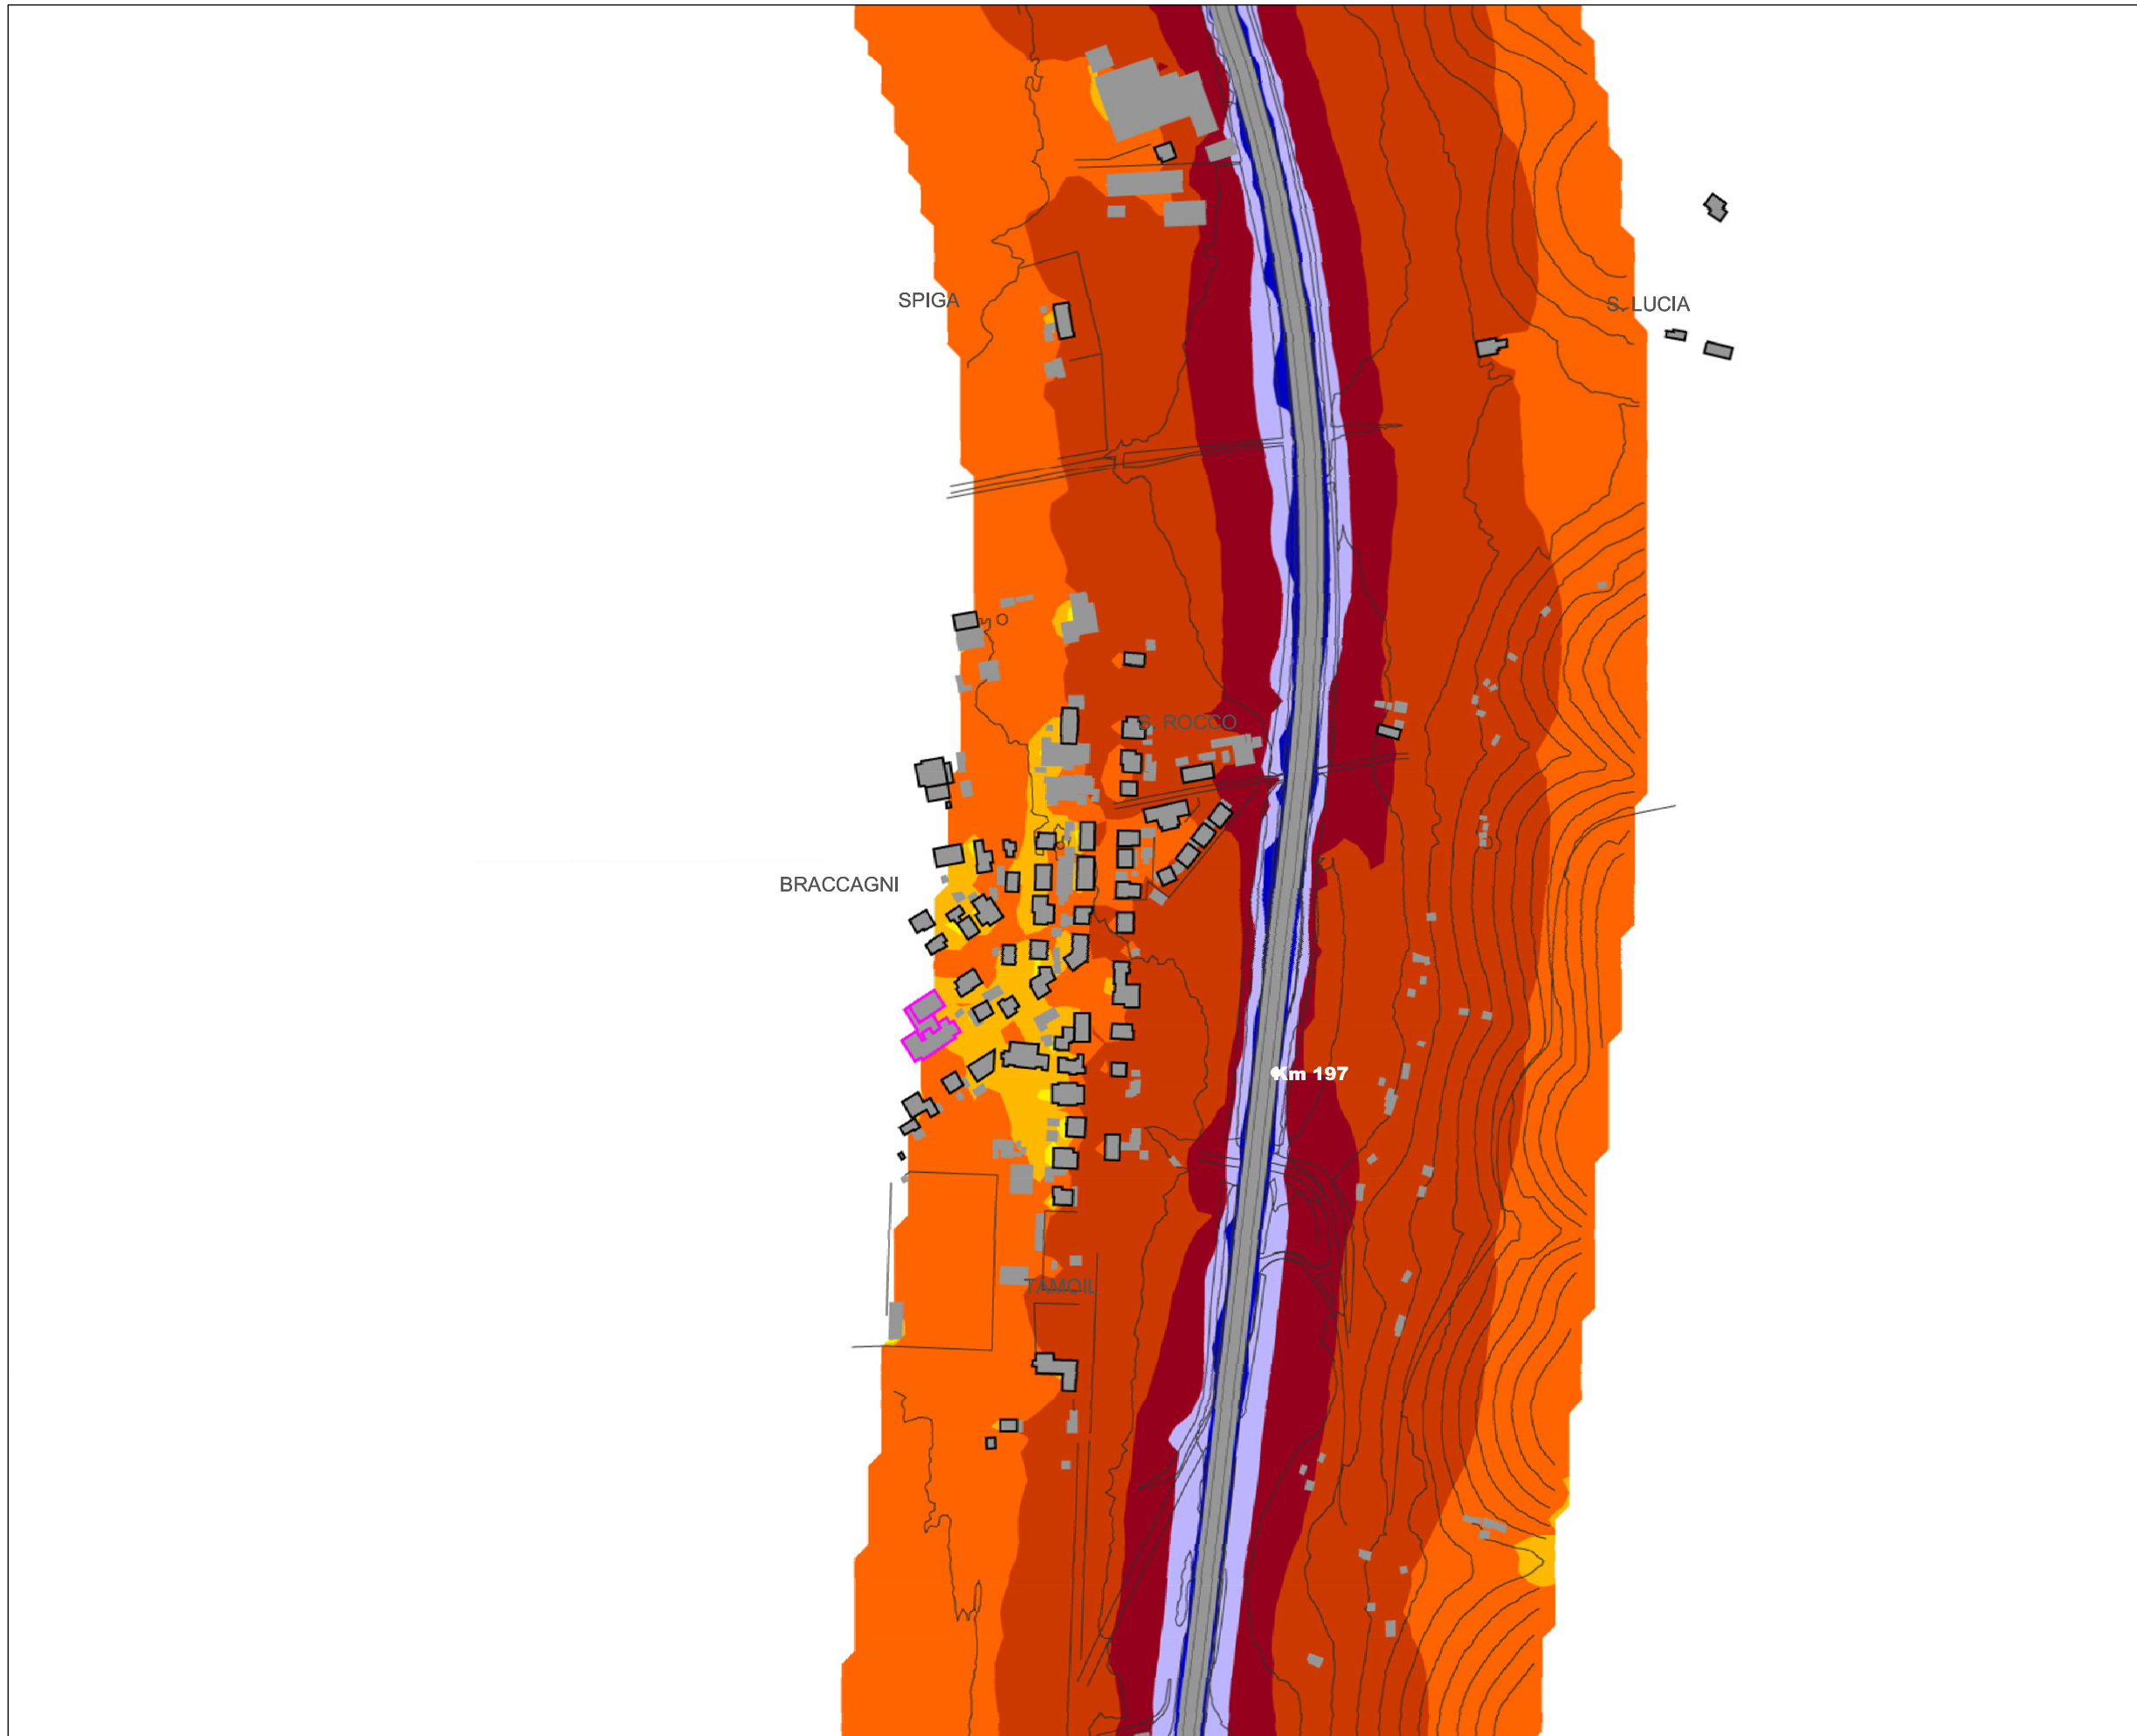 SPIGA
S. LUCIA
S. ROCCO
BRACCAGNI
Km 197
TAMOIL